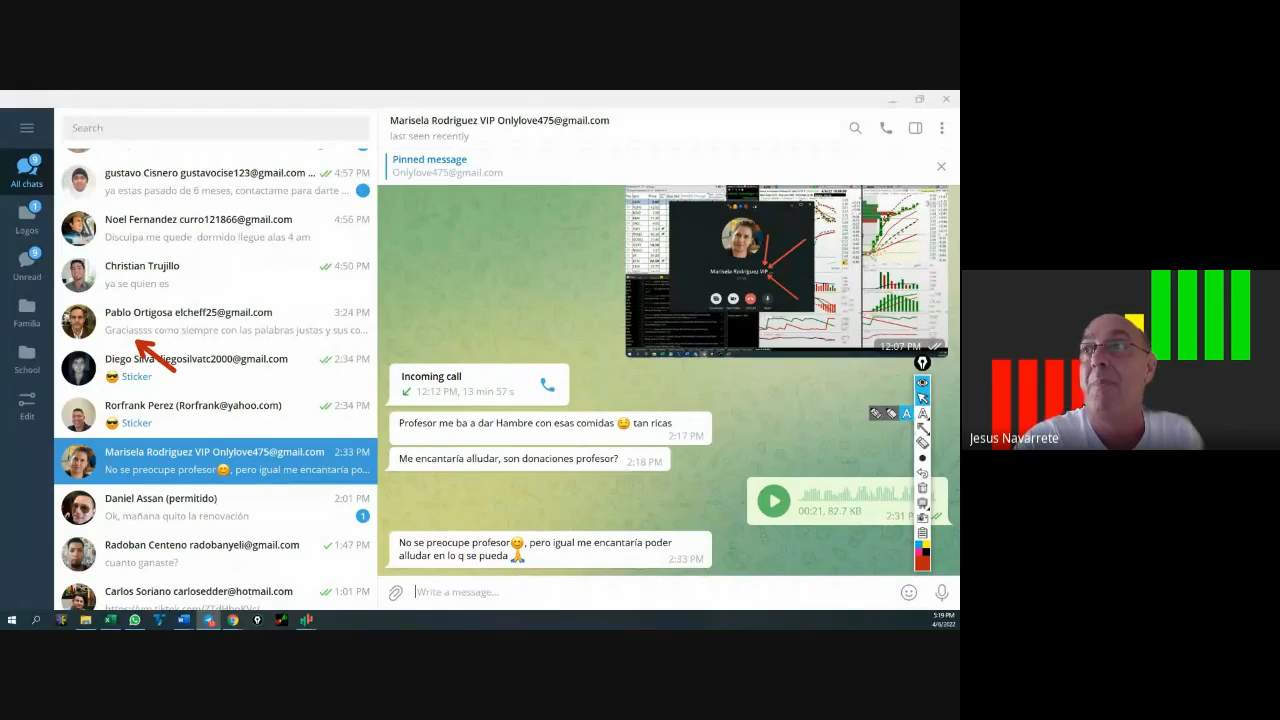 Search
All chats
9
Logos
1
Unread
9
Familia
School
Edit
4:57 PM
ya estas pasado de 6 meses, contactame para darte ...
Noel Fernandez curro121866@gmail.com
4:56 PM
Disculpame quede dormido llegue alas 4 am
Christian Trujillo
4:50 PM
ya se quien es
Pablo Ortigosa elcheff25@gmail.com
3:24 PM
Graciassss como siempre con las palabras justas y sus co...
Diego Silva diegosilvatc2000@gmail.com
2:34 PM
😎 Sticker
Rorfrank Perez (Rorfrank@yahoo.com)
2:34 PM
😎 Sticker
Marisela Rodriguez VIP Onlylove475@gmail.com
2:33 PM
No se preocupe profesor😊, pero igual me encantaría po...
Daniel Assan (permitido)
2:01 PM
Ok, mañana quito la renovación
1
Radoban Centeno radobanyeli@gmail.com
1:47 PM
cuanto ganaste?
Carlos Soriano carlosedder@hotmail.com
1:01 PM
Marisela Rodriguez VIP Onlylove475@gmail.com
last seen recently
Pinned message
Onlylove475@gmail.com
Marisela Rodriguez VIP
12:07 PM
Incoming call
12:12 PM, 13 min 57 s
Profesor me ba a dar Hambre con esas comidas 🤤 tan ricas
2:17 PM
Me encantaría alludar, son donaciones profesor?
2:18 PM
00:21, 82.7 KB
2:31
No se preocupe profesor😊, pero igual me encantaría poder
alludar en lo q se pueda 🙏
2:33 PM
Write a message...
5:19 PM
4/6/2022
Jesus Navarrete